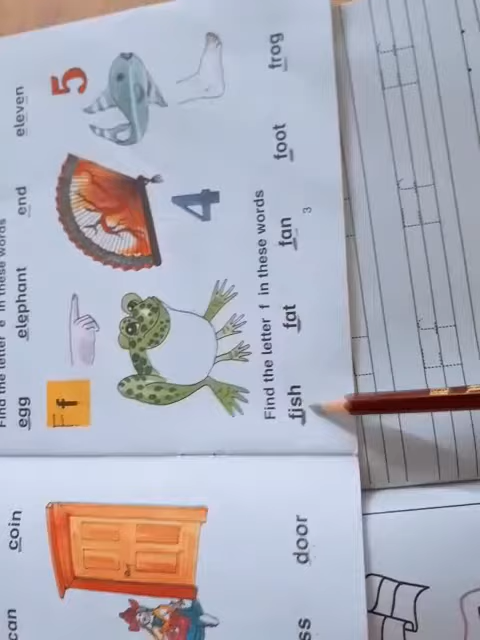 Find the letter e in these words
egg elephant end eleven
f
5
4
Find the letter f in these words
fish fat fan foot frog
3
can coin
door